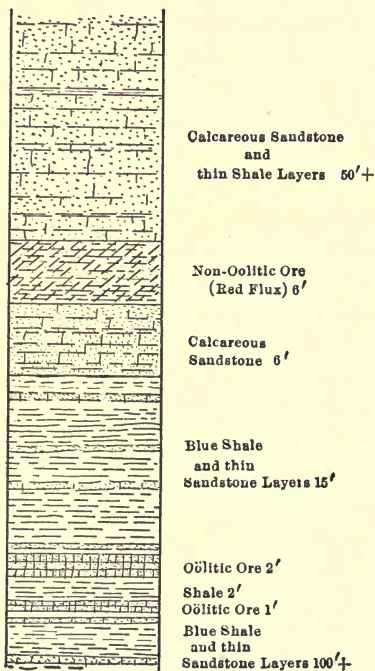 Calcareous Sandstone
and
thin Shale Layers 50'+
Non-Oolitic Ore
(Red Flux) 6'
Calcareous
Sandstone 6'
Blue Shale
and thin
Sandstone Layers 15'
Oölitic Ore 2'
Shale 2'
Oölitic Ore 1'
Blue Shale
and thin
Sandstone Layers 100'+